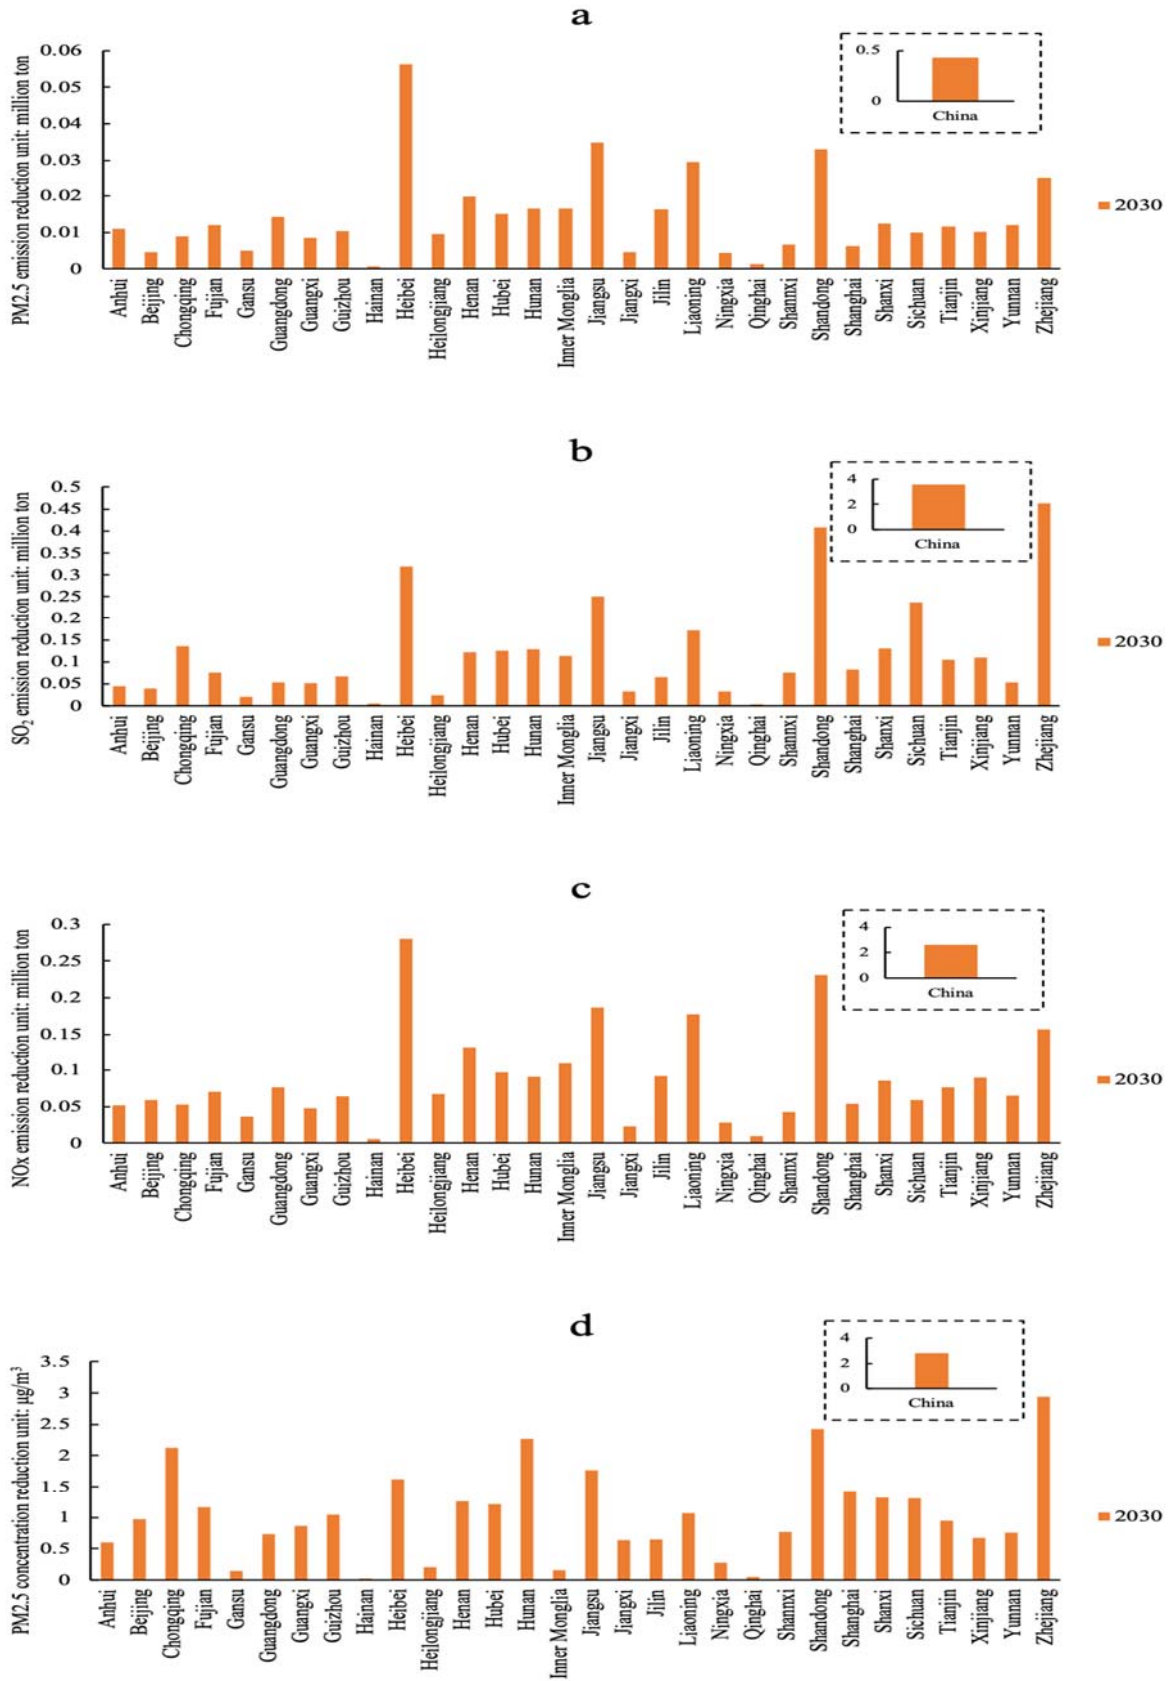 a
PM2.5 emission reduction unit: million ton
0.06
0.05
0.04
0.03
0.02
0.01
0
Anhui
Beijing
Chongqing
Fujian
Gansu
Guangdong
Guangxi
Guizhou
Hainan
Heibei
Heilongjiang
Henan
Hubei
Hunan
Inner Monglia
Jiangsu
Jiangxi
Jilin
Liaoning
Ningxia
Qinghai
Shannxi
Shandong
Shanghai
Shanxi
Sichuan
Tianjin
Xinjiang
Yunnan
Zhejiang
0.5
0
China
2030
b
SO₂ emission reduction unit: million ton
0.5
0.45
0.4
0.35
0.3
0.25
0.2
0.15
0.1
0.05
0
Anhui
Beijing
Chongqing
Fujian
Gansu
Guangdong
Guangxi
Guizhou
Hainan
Heibei
Heilongjiang
Henan
Hubei
Hunan
Inner Monglia
Jiangsu
Jiangxi
Jilin
Liaoning
Ningxia
Qinghai
Shannxi
Shandong
Shanghai
Shanxi
Sichuan
Tianjin
Xinjiang
Yunnan
Zhejiang
4
2
0
China
2030
c
NOx emission reduction unit: million ton
0.3
0.25
0.2
0.15
0.1
0.05
0
Anhui
Beijing
Chongqing
Fujian
Gansu
Guangdong
Guangxi
Guizhou
Hainan
Heibei
Heilongjiang
Henan
Hubei
Hunan
Inner Monglia
Jiangsu
Jiangxi
Jilin
Liaoning
Ningxia
Qinghai
Shannxi
Shandong
Shanghai
Shanxi
Sichuan
Tianjin
Xinjiang
Yunnan
Zhejiang
4
2
0
China
2030
d
PM2.5 concentration reduction unit: µg/m³
3.5
3
2.5
2
1.5
1
0.5
0
Anhui
Beijing
Chongqing
Fujian
Gansu
Guangdong
Guangxi
Guizhou
Hainan
Heibei
Heilongjiang
Henan
Hubei
Hunan
Inner Monglia
Jiangsu
Jiangxi
Jilin
Liaoning
Ningxia
Qinghai
Shannxi
Shandong
Shanghai
Shanxi
Sichuan
Tianjin
Xinjiang
Yunnan
Zhejiang
4
2
0
China
2030